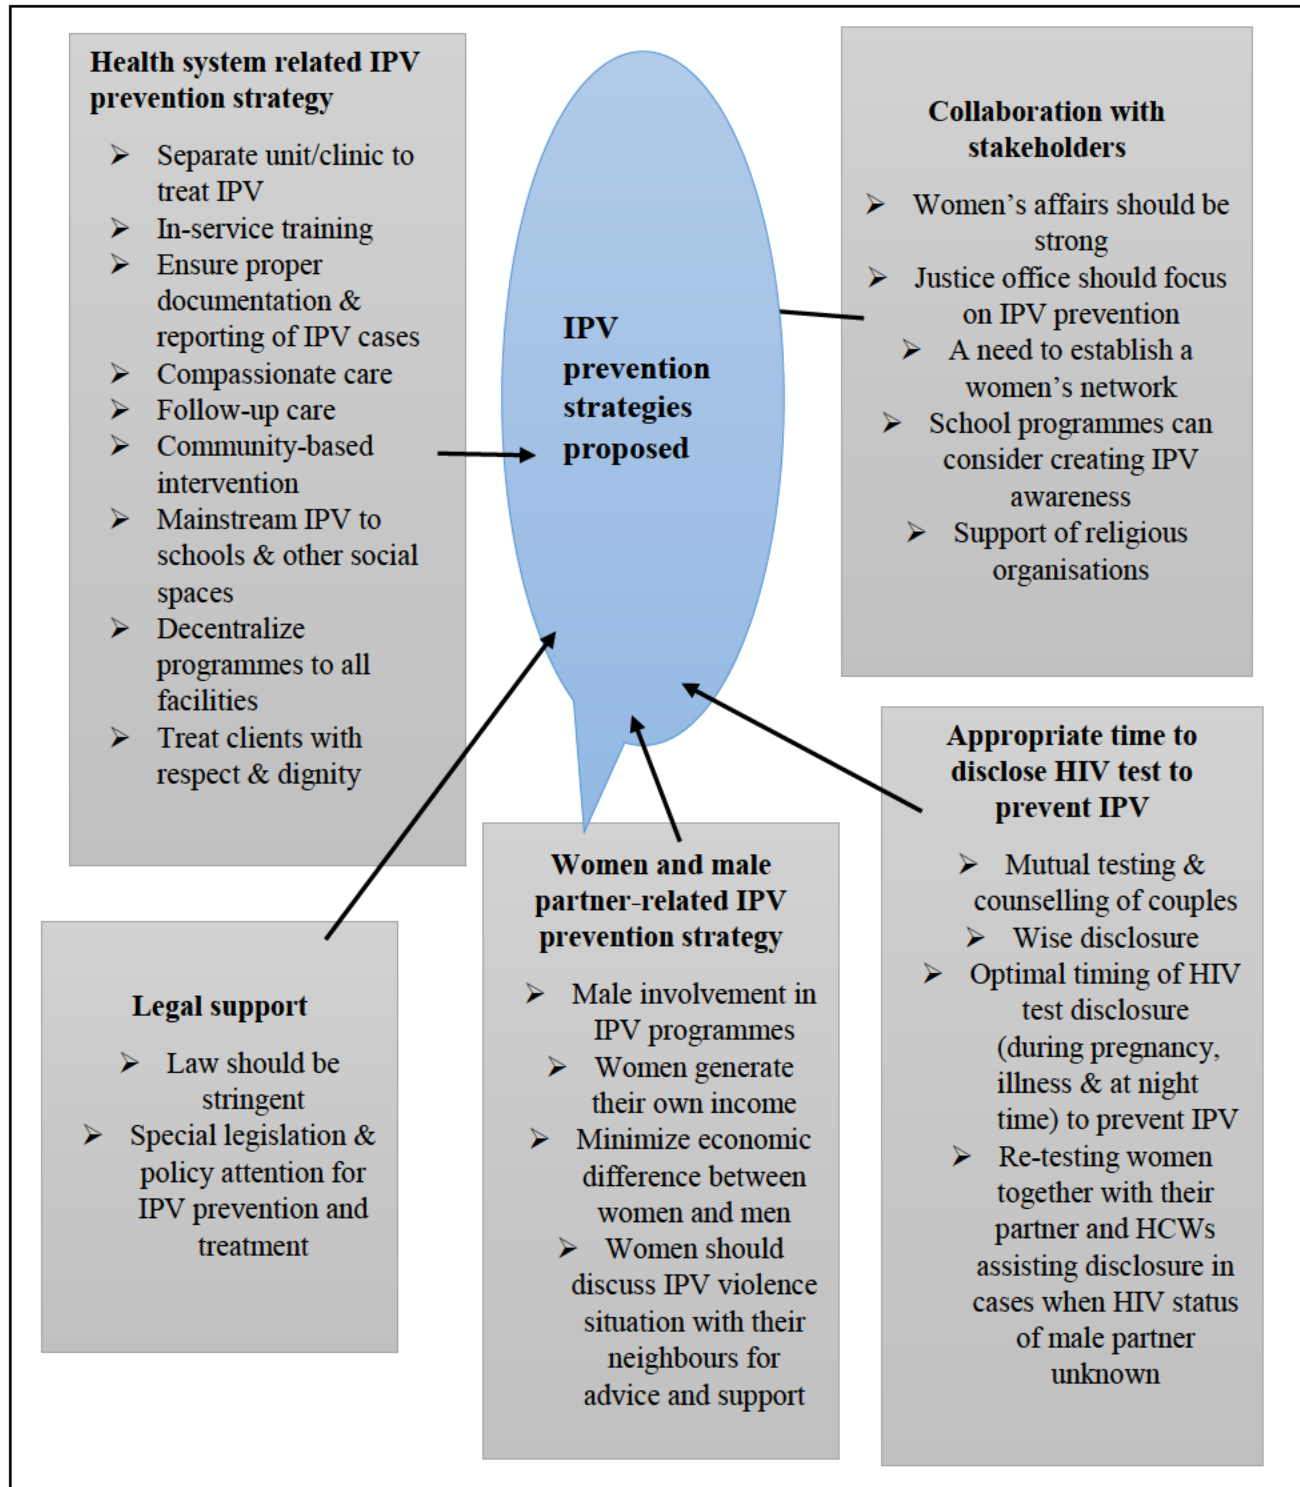 Health system related IPV
prevention strategy
➢ Separate unit/clinic to
treat IPV
➢ In-service training
➢ Ensure proper
documentation &
reporting of IPV cases
➢ Compassionate care
➢ Follow-up care
➢ Community-based
intervention
➢ Mainstream IPV to
schools & other social
spaces
➢ Decentralize
programmes to all
facilities
➢ Treat clients with
respect & dignity
IPV
prevention
strategies
proposed
Collaboration with
stakeholders
➢ Women’s affairs should be
strong
➢ Justice office should focus
on IPV prevention
➢ A need to establish a
women’s network
➢ School programmes can
consider creating IPV
awareness
➢ Support of religious
organisations
Legal support
➢ Law should be
stringent
➢ Special legislation &
policy attention for
IPV prevention and
treatment
Women and male
partner-related IPV
prevention strategy
➢ Male involvement in
IPV programmes
➢ Women generate
their own income
➢ Minimize economic
difference between
women and men
➢ Women should
discuss IPV violence
situation with their
neighbours for
advice and support
Appropriate time to
disclose HIV test to
prevent IPV
➢ Mutual testing &
counselling of couples
➢ Wise disclosure
➢ Optimal timing of HIV
test disclosure
(during pregnancy,
illness & at night
time) to prevent IPV
➢ Re-testing women
together with their
partner and HCWs
assisting disclosure in
cases when HIV status
of male partner
unknown